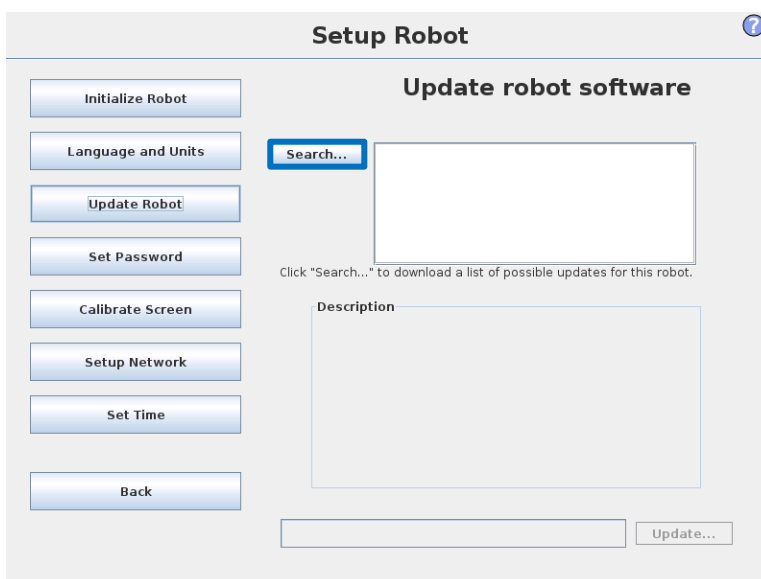 Setup Robot
?
Initialize Robot
Language and Units
Update Robot
Set Password
Calibrate Screen
Setup Network
Set Time
Back
Update robot software
Search...
Click "Search..." to download a list of possible updates for this robot.
Description
Update...